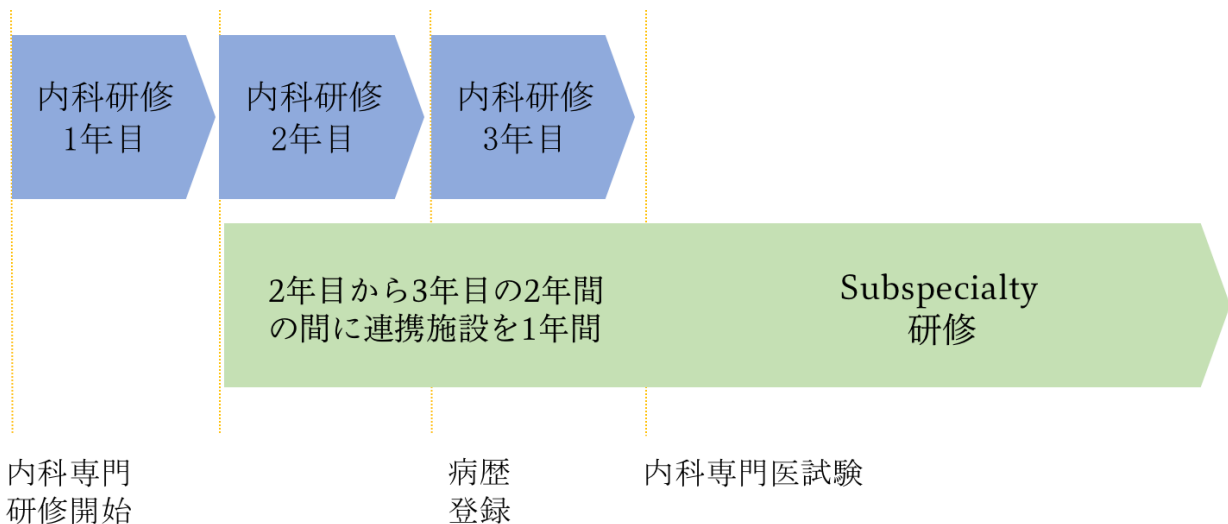 内科研修
1年目
内科研修
2年目
内科研修
3年目
2年目から3年目の2年間
の間に連携施設を1年間
Subspecialty
研修
内科専門
研修開始
病歴
登録
内科専門医試験